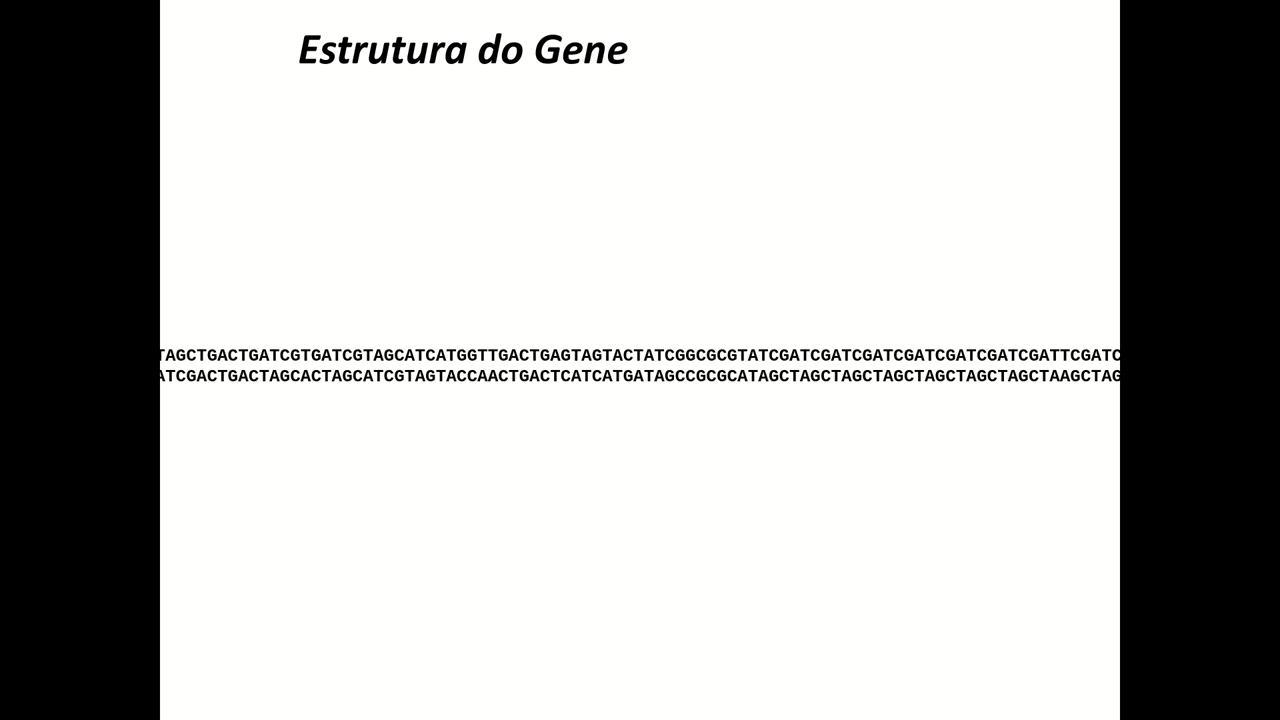 Estrutura do Gene
TAGCTGACTGATCGTGATCGTAGCATCATGGTTGACTGAGTAGTACTATCGGCGCGTATCGATCGATCGATCGATCGATCGATCGATTCGATC
ATCGACTGACTAGCACTAGCATCGTAGTACCAACTGACTCATCATGATAGCCGCGCATAGCTAGCTAGCTAGCTAGCTAGCTAGCTAAGCTAG